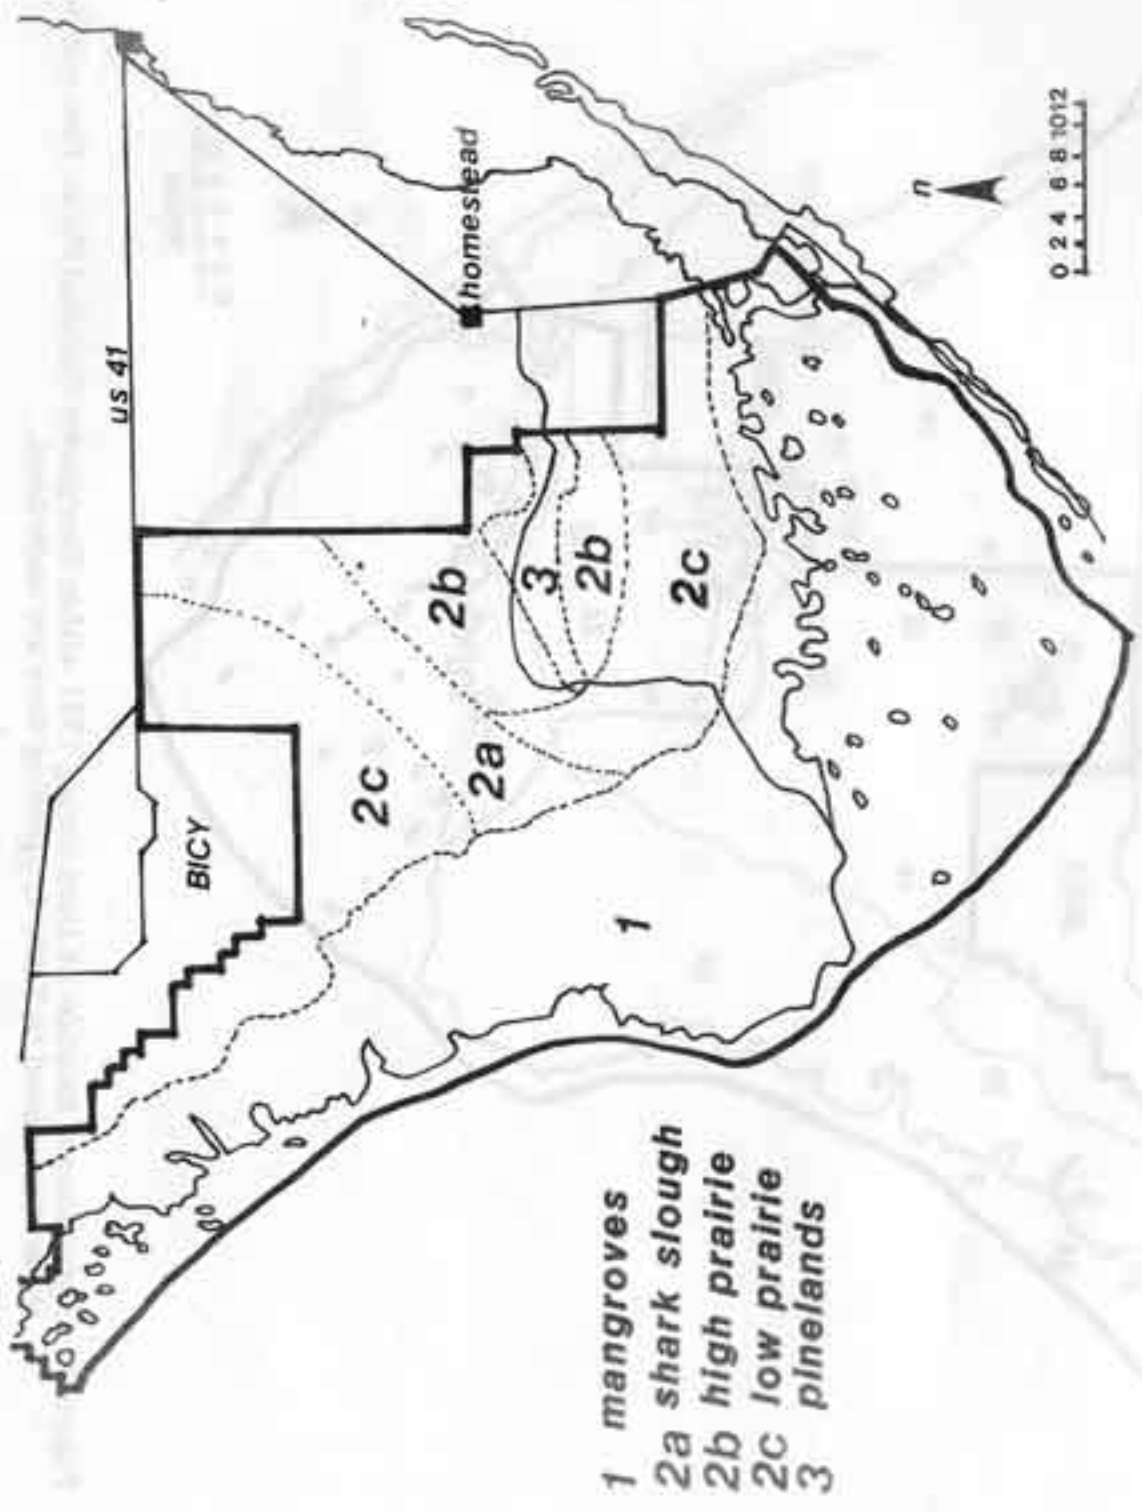 us 41
homestead
n
0 2 4 6 8 10 12
BICY
2c
2a
2b
3
2b
2c
1
1 mangroves
2a shark slough
2b high prairie
2c low prairie
3 pinelands